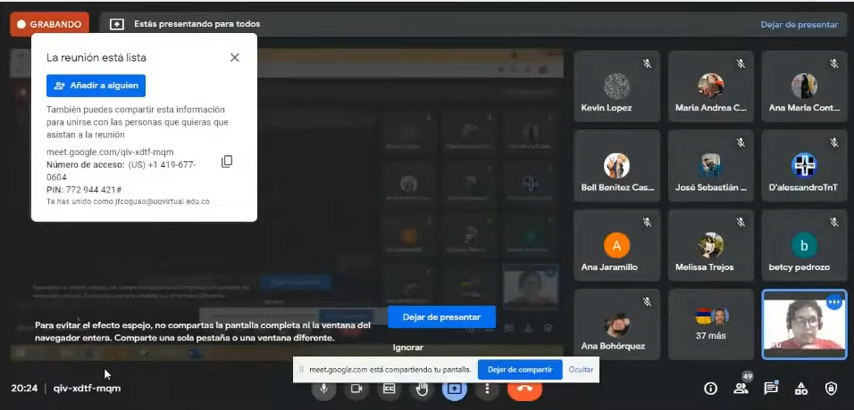 GRABANDO
Estás presentando para todos
Dejar de presentar
La reunión está lista
Añadir a alguien
También puedes compartir esta información
para unirse con las personas que quieras que
asistan a la reunión
meet.google.com/qiv-xdtf-mqm
Número de acceso: (US) +1 419-677-
0604
PIN: 772 944 421#
Te has unido como jfcoguao@uqvirtual.edu.co
Kevin Lopez
Maria Andrea C...
Ana María Cont...
Bell Benítez Cas...
José Sebastián ...
D'alessandroTnT
A
Ana Jaramillo
Melissa Trejos
b
betcy pedrozo
Ana Bohórquez
37 más
Para evitar el efecto espejo, no compartas la pantalla completa ni la ventana del
navegador entera. Comparte una sola pestaña o una ventana diferente.
Dejar de presentar
Ignorar
meet.google.com está compartiendo tu pantalla.
Dejar de compartir
Ocultar
20:24 | qiv-xdtf-mqm
49